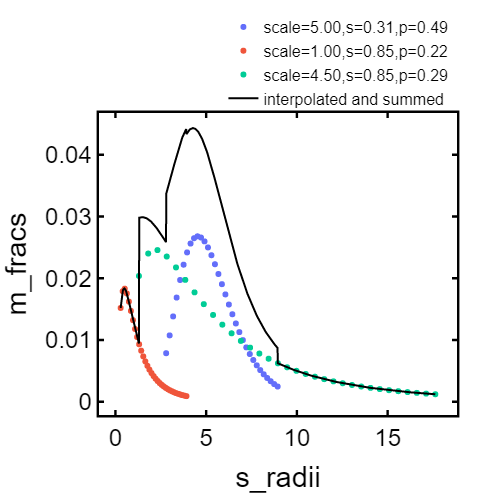 scale=5.00,s=0.31,p=0.49
scale=1.00,s=0.85,p=0.22
scale=4.50,s=0.85,p=0.29
interpolated and summed
0.04
0.03
0.02
0.01
0
m_fracs
0 5 10 15
s_radii